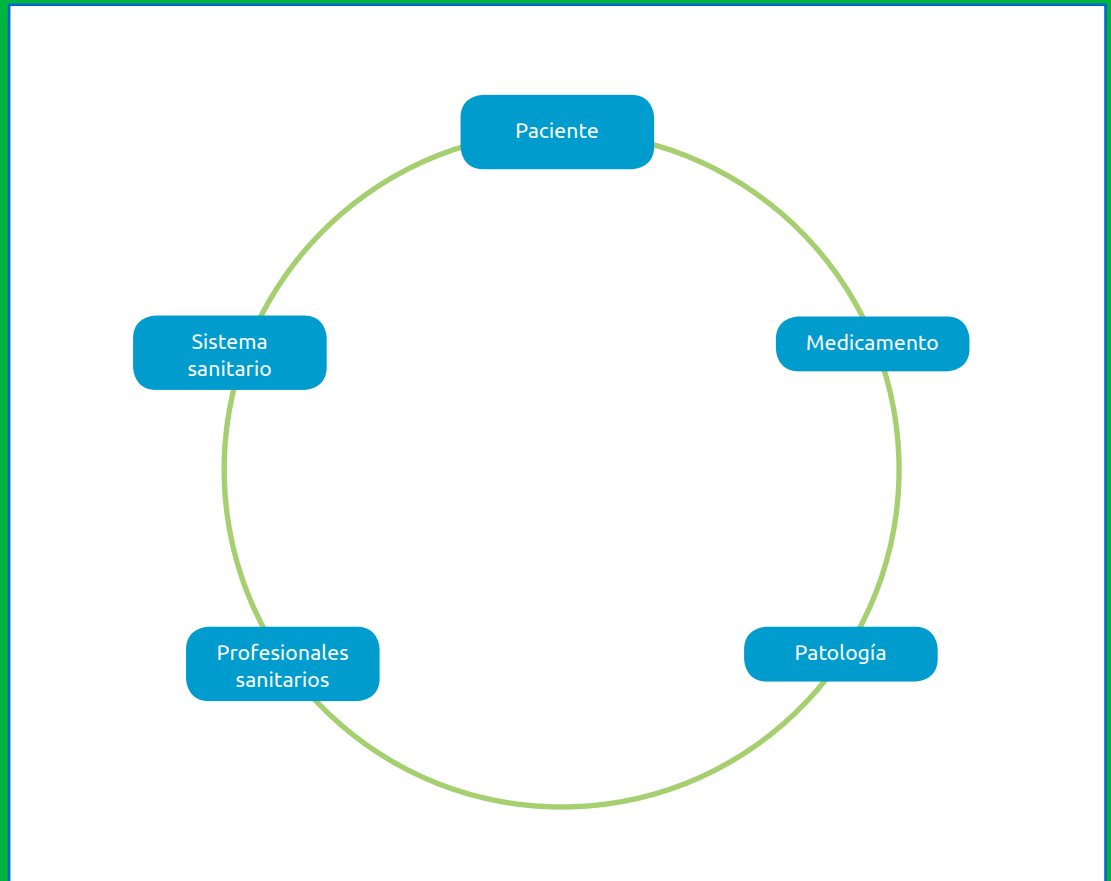 Paciente
Sistema
sanitario
Medicamento
Profesionales
sanitarios
Patología